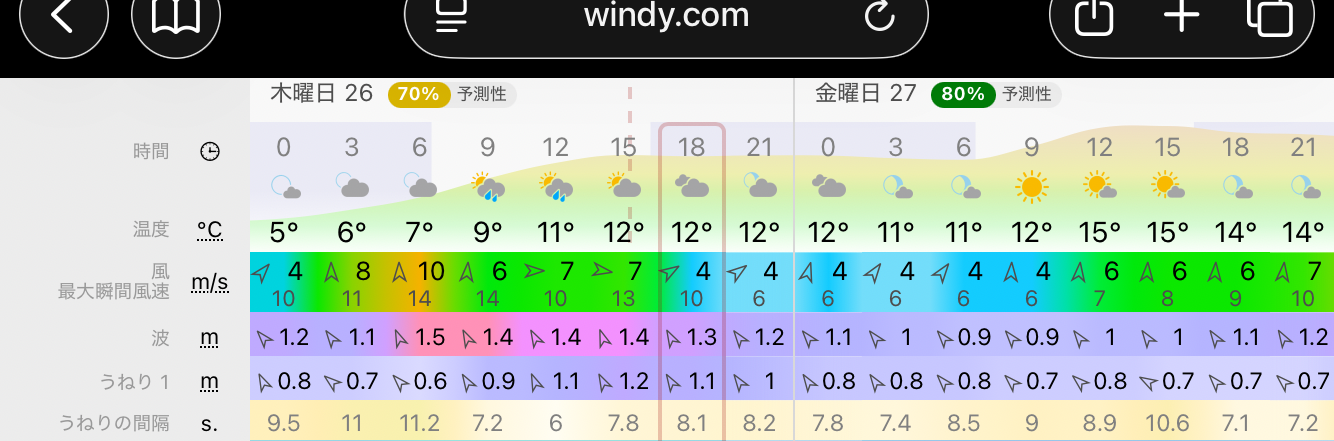 windy.com
木曜日 26 70% 予測性 金曜日 27 80% 予測性
時間 0 3 6 9 12 15 18 21 0 3 6 9 12 15 18 21
温度 °C 5° 6° 7° 9° 11° 12° 12° 12° 12° 11° 11° 12° 15° 15° 14° 14°
風 m/s 4 8 10 6 7 7 4 4 4 4 4 4 6 6 6 7
最大瞬間風速 10 11 14 14 10 13 10 6 6 6 6 6 7 8 9 10
波 m 1.2 1.1 1.5 1.4 1.4 1.4 1.3 1.2 1.1 1 0.9 0.9 1 1 1.1 1.2
うねり 1 m 0.8 0.7 0.6 0.9 1.1 1.2 1.1 1 0.8 0.8 0.8 0.7 0.8 0.7 0.7 0.7
うねりの間隔 s. 9.5 11 11.2 7.2 6 7.8 8.1 8.2 7.8 7.4 8.5 9 8.9 10.6 7.1 7.2